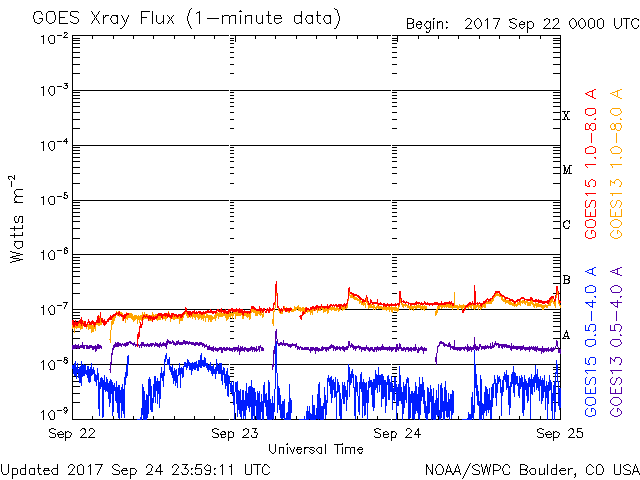 GOES Xray Flux (1-minute data)
Begin: 2017 Sep 22 0000 UTC
Watts m⁻²
10⁻²
10⁻³
10⁻⁴
10⁻⁵
10⁻⁶
10⁻⁷
10⁻⁸
10⁻⁹
X
M
C
B
A
GOES15 1.0-8.0 A
GOES13 1.0-8.0 A
GOES15 0.5-4.0 A
GOES13 0.5-4.0 A
Sep 22 Sep 23 Sep 24 Sep 25
Universal Time
Updated 2017 Sep 24 23:59:11 UTC
NOAA/SWPC Boulder, CO USA